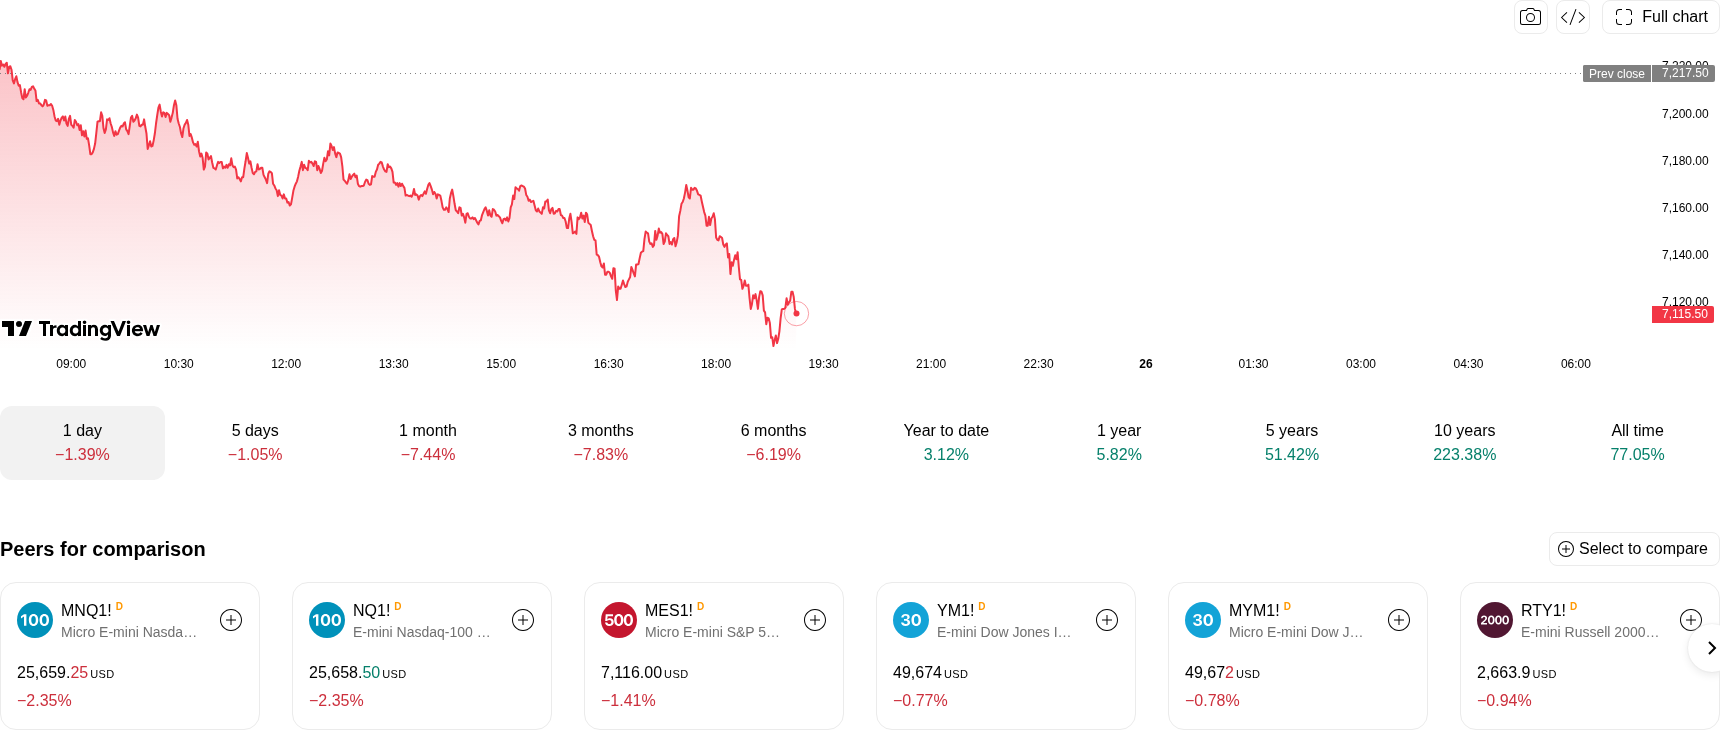 Full chart
7,220.00
Prev close 7,217.50
7,200.00
7,180.00
7,160.00
7,140.00
7,120.00
7,115.50
TradingView
09:00 10:30 12:00 13:30 15:00 16:30 18:00 19:30 21:00 22:30 26 01:30 03:00 04:30 06:00
1 day 5 days 1 month 3 months 6 months Year to date 1 year 5 years 10 years All time
−1.39% −1.05% −7.44% −7.83% −6.19% 3.12% 5.82% 51.42% 223.38% 77.05%
Peers for comparison
Select to compare
100 MNQ1! D
Micro E-mini Nasda…
25,659.25 USD
−2.35%
100 NQ1! D
E-mini Nasdaq-100 …
25,658.50 USD
−2.35%
500 MES1! D
Micro E-mini S&P 5…
7,116.00 USD
−1.41%
30 YM1! D
E-mini Dow Jones I…
49,674 USD
−0.77%
30 MYM1! D
Micro E-mini Dow J…
49,672 USD
−0.78%
2000 RTY1! D
E-mini Russell 2000…
2,663.9 USD
−0.94%